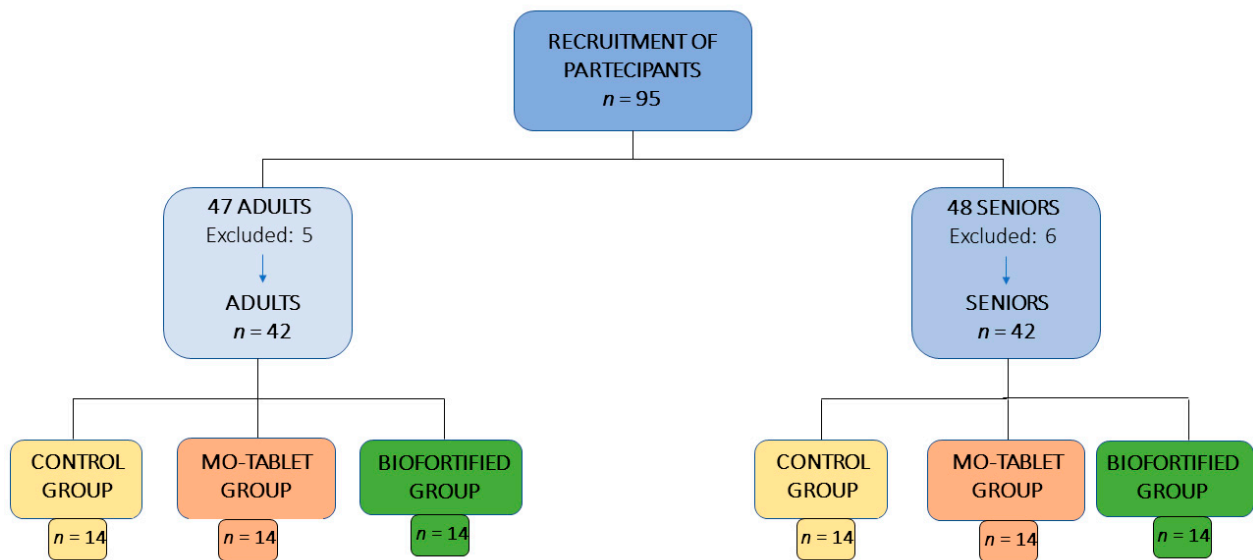 RECRUITMENT OF
PARTECIPANTS
n = 95
47 ADULTS
Excluded: 5
ADULTS
n = 42
48 SENIORS
Excluded: 6
SENIORS
n = 42
CONTROL
GROUP
n = 14
MO-TABLET
GROUP
n = 14
BIOFORTIFIED
GROUP
n = 14
CONTROL
GROUP
n = 14
MO-TABLET
GROUP
n = 14
BIOFORTIFIED
GROUP
n = 14